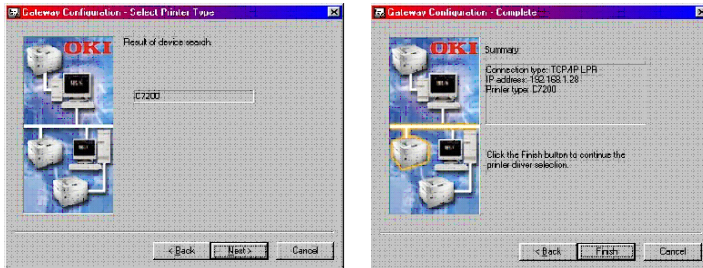 Gateway Configuration - Select Printer Type
OKI
Result of device search:
C7200
< Back
Next >
Cancel
Gateway Configuration - Complete
OKI
Summary:
Connection type: TCP/IP LPR
IP address: 192.168.1.28
Printer type: C7200
Click the Finish button to continue the
printer driver selection.
< Back
Finish
Cancel